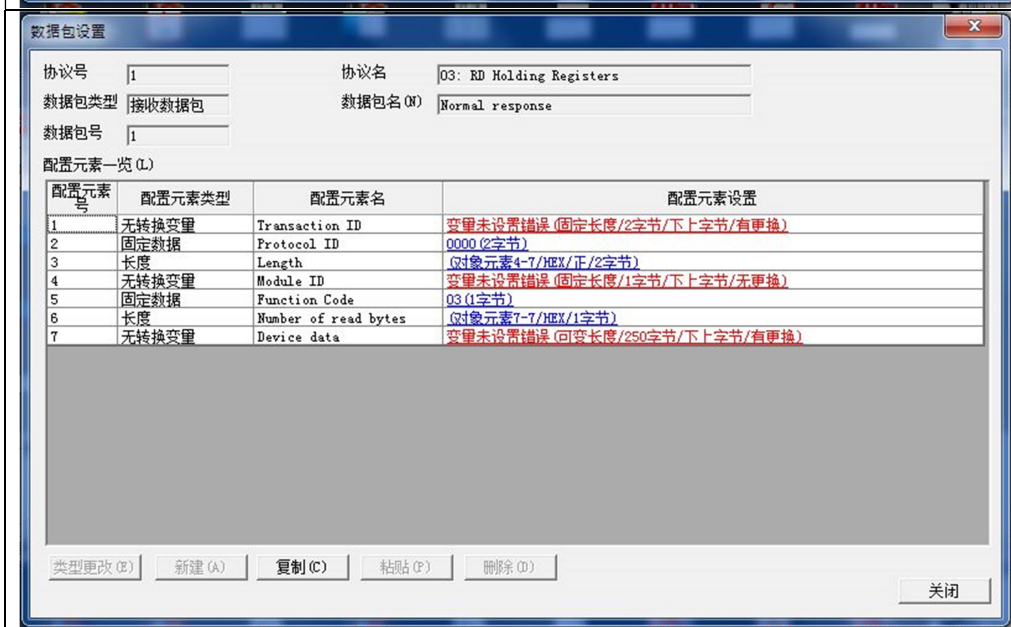 数据包设置
协议号 1 协议名 03: RD Holding Registers
数据包类型 接收数据包 数据包名(N) Normal response
数据包号 1
配置元素一览(L)
配置元素号 配置元素类型 配置元素名 配置元素设置
1 无转换变量 Transaction ID 变量未设置错误(固定长度/2字节/下上字节/有更换)
2 固定数据 Protocol ID 0000(2字节)
3 长度 Length (对象元素4-7/HEX/正/2字节)
4 无转换变量 Module ID 变量未设置错误(固定长度/1字节/下上字节/无更换)
5 固定数据 Function Code 03(1字节)
6 长度 Number of read bytes (对象元素7-7/HEX/1字节)
7 无转换变量 Device data 变量未设置错误(可变长度/250字节/下上字节/有更换)
类型更改(E) 新建(A) 复制(C) 粘贴(P) 删除(D)
关闭